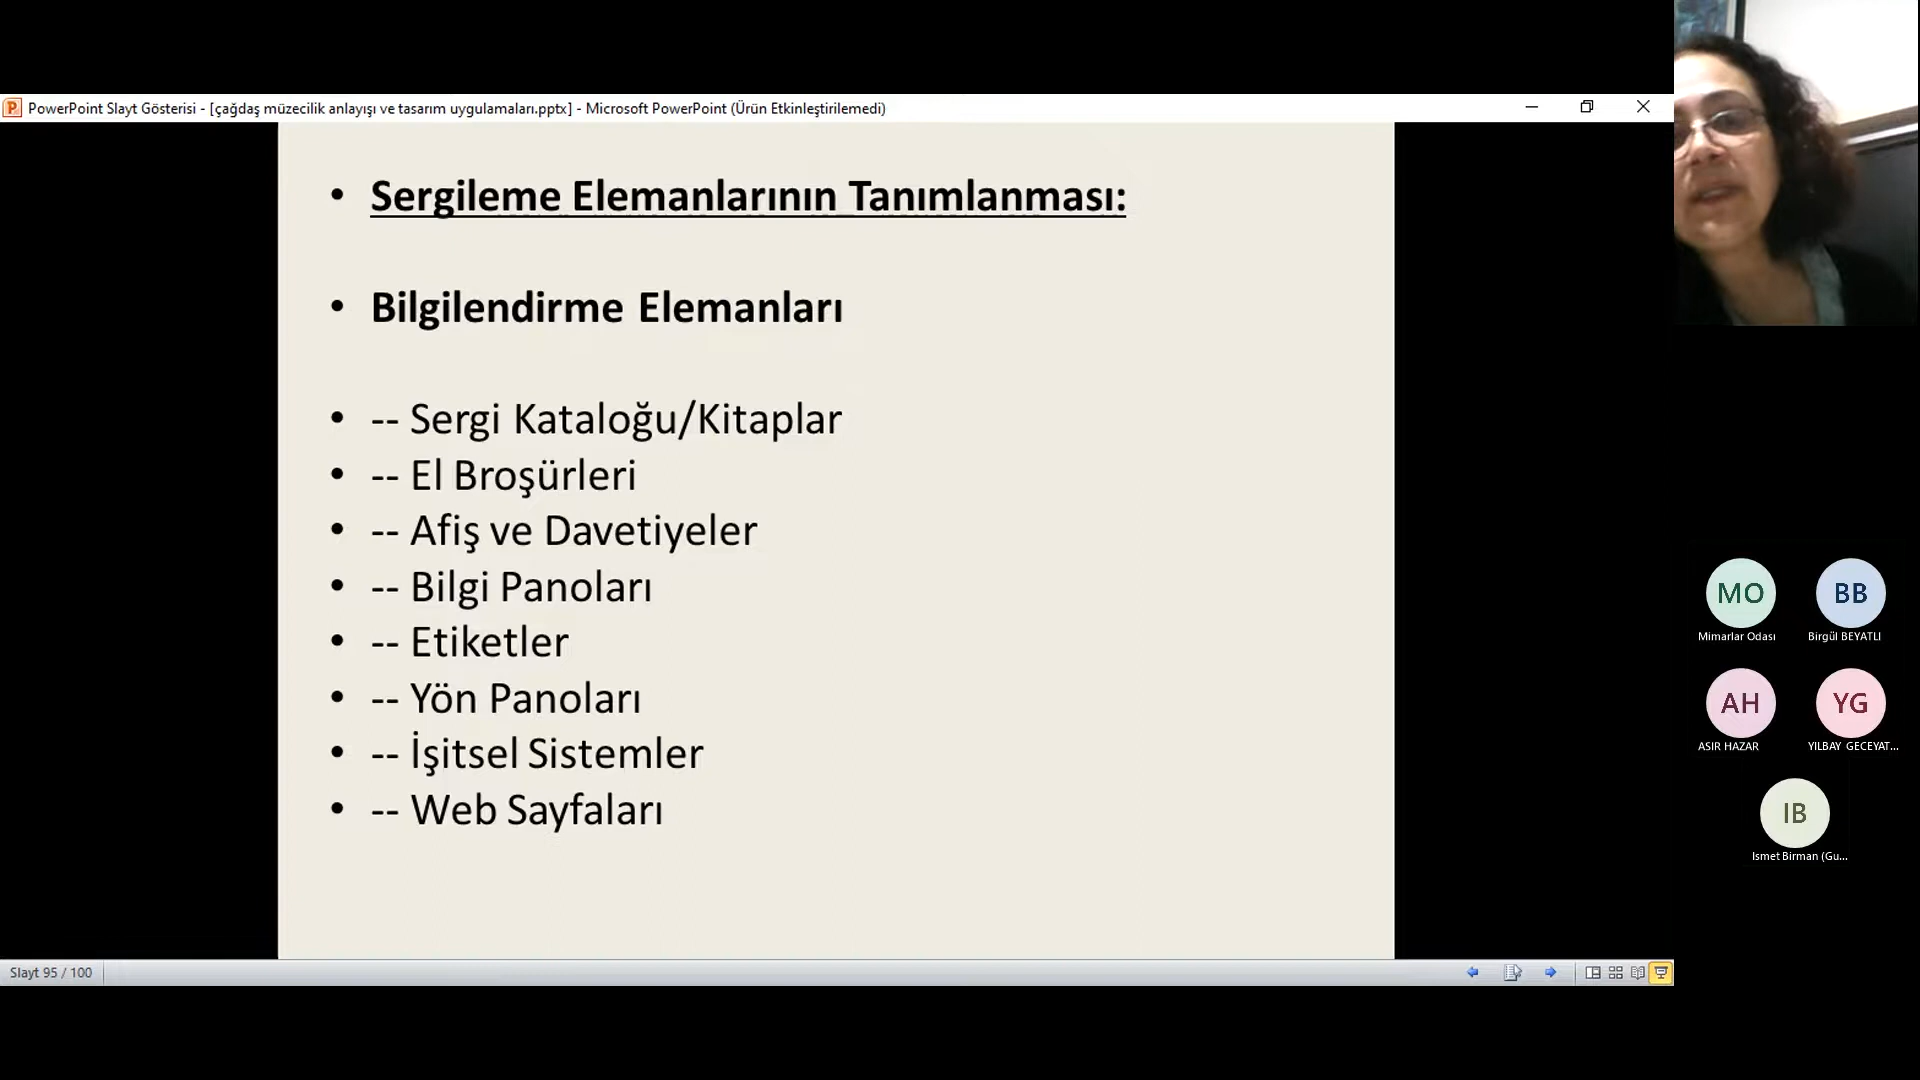 PowerPoint Slayt Gösterisi - [çağdaş müzecilik anlayışı ve tasarım uygulamaları.pptx] - Microsoft PowerPoint (Ürün Etkinleştirilemedi)
• Sergileme Elemanlarının Tanımlanması:
• Bilgilendirme Elemanları
• -- Sergi Kataloğu/Kitaplar
• -- El Broşürleri
• -- Afiş ve Davetiyeler
• -- Bilgi Panoları
• -- Etiketler
• -- Yön Panoları
• -- İşitsel Sistemler
• -- Web Sayfaları
Slayt 95 / 100
MO
Mimarlar Odası
BB
Birgül BEYATLI
AH
ASIR HAZAR
YG
YILBAY GECEYAT...
IB
Ismet Birman (Gu...